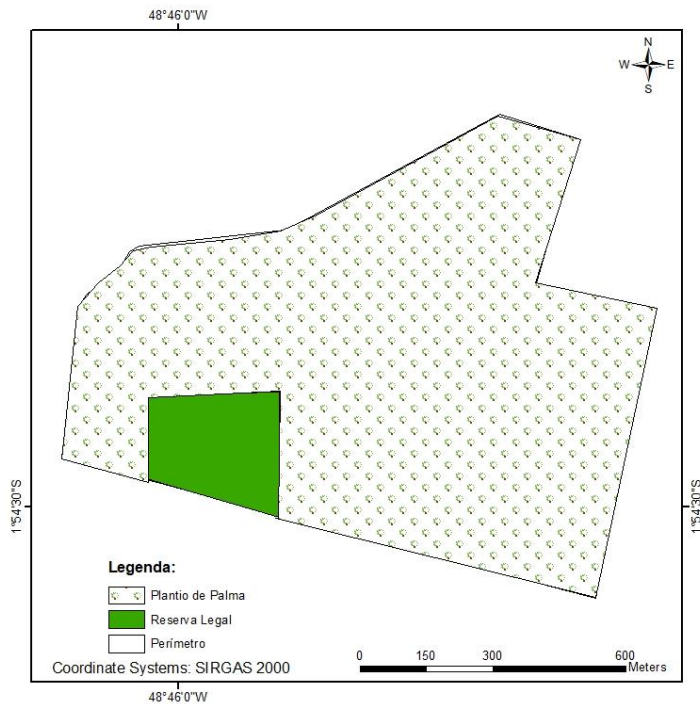 48°46'0"W
N
W E
S
1°54'30"S
1°54'30"S
Legenda:
Plantio de Palma
Reserva Legal
Perímetro
Coordinate Systems: SIRGAS 2000
0 150 300 600
Meters
48°46'0"W